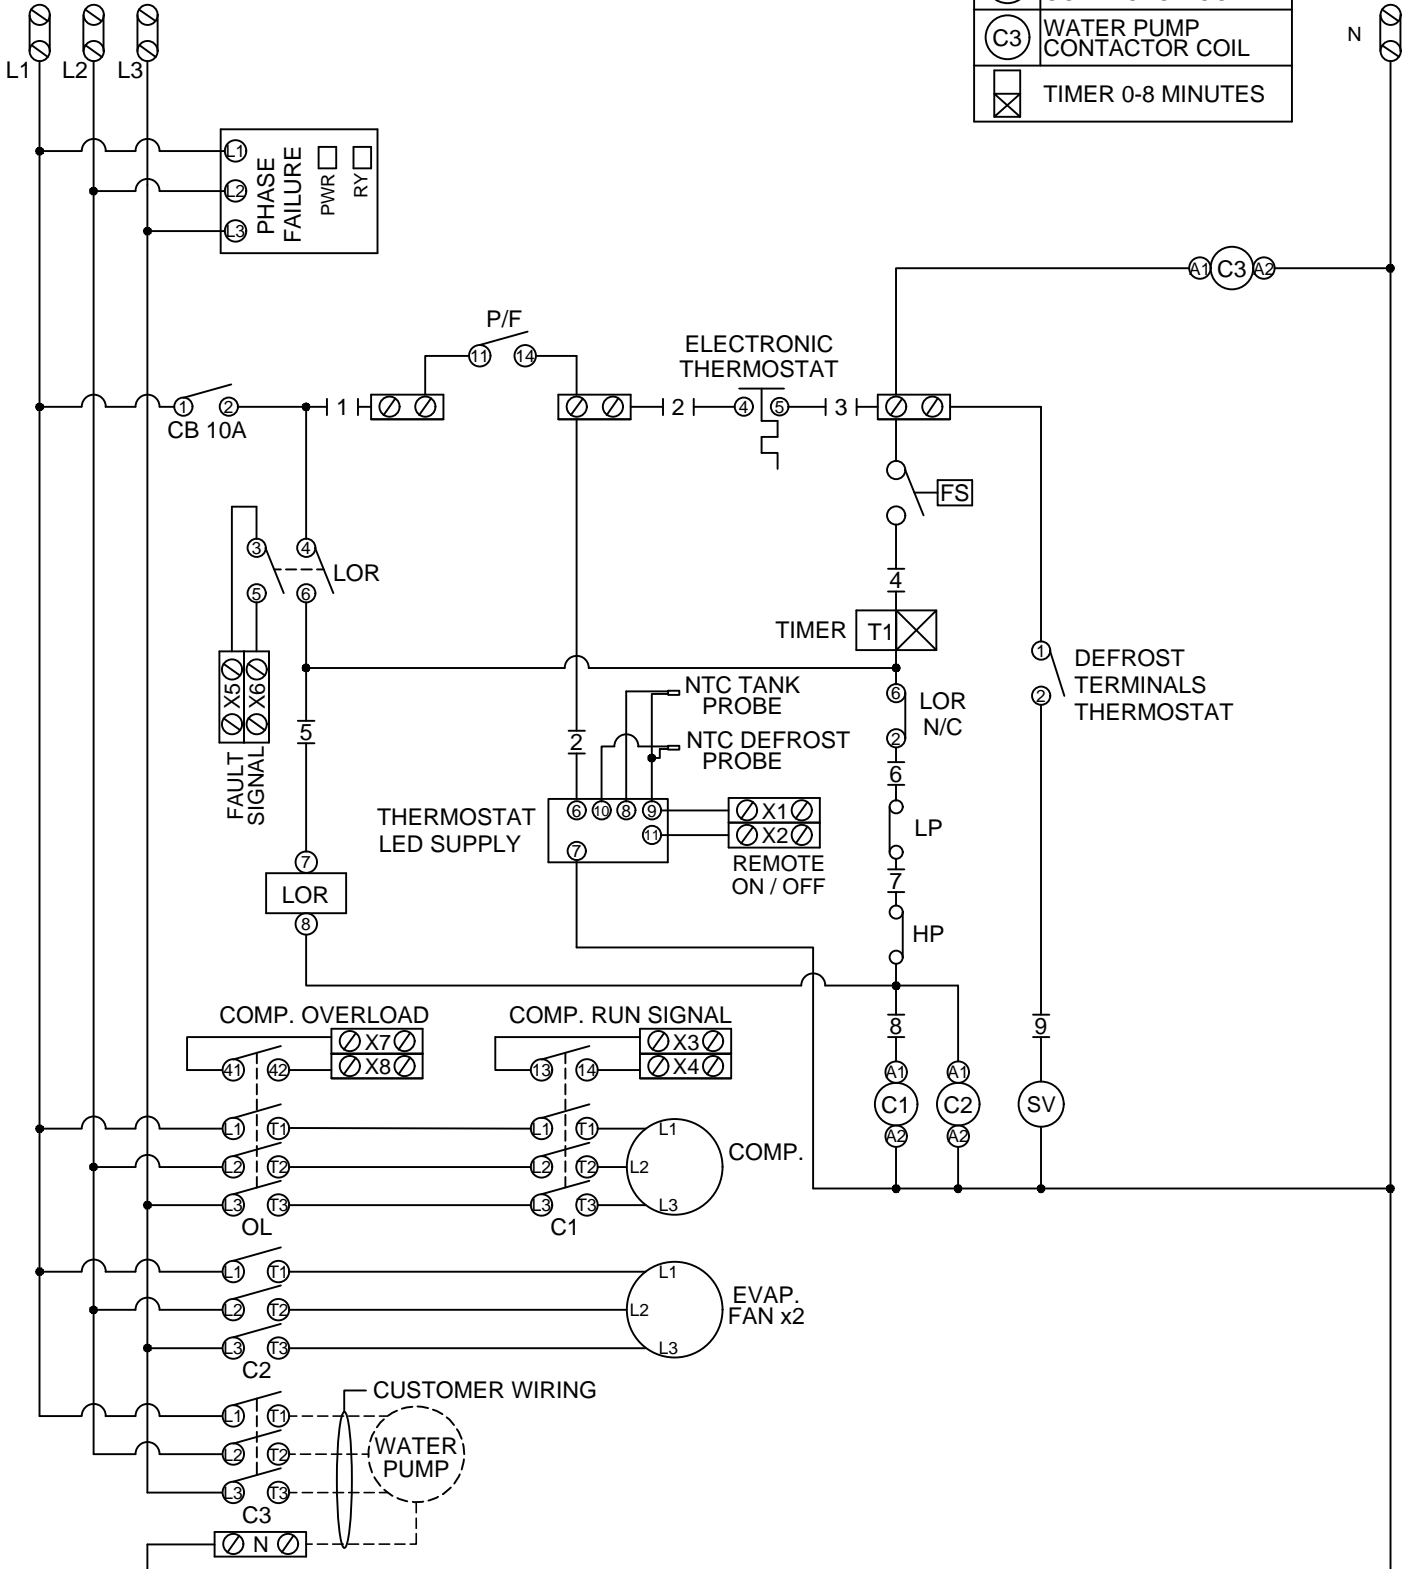 C3 WATER PUMP
CONTACTOR COIL
TIMER 0-8 MINUTES
N
L1 L2 L3
L1
L2
L3
PHASE
FAILURE
PWR
RY
A1 C3 A2
P/F
11 14
ELECTRONIC
THERMOSTAT
1 2
CB 10A
1
2
4 5
3
FS
3 4
LOR
5 6
4
TIMER T1
X5 X6
FAULT
SIGNAL
5
2
NTC TANK
PROBE
NTC DEFROST
PROBE
6
LOR
N/C
2
6
1
2
DEFROST
TERMINALS
THERMOSTAT
THERMOSTAT
LED SUPPLY
6 10 8 9
11
7
X1
X2
REMOTE
ON / OFF
LP
7
HP
7
LOR
8
COMP. OVERLOAD
X7
X8
41 42
COMP. RUN SIGNAL
X3
X4
13 14
8
9
A1 A1
C1 C2 SV
A2 A2
L1 T1 L1 T1 L1
L2 T2 L2 T2 L2 COMP.
L3 T3 L3 T3 L3
OL C1
L1 T1 L1
L2 T2 L2
EVAP.
FAN x2
L3 T3 L3
C2
CUSTOMER WIRING
L1 T1
L2 T2
L3 T3
WATER
PUMP
C3
N